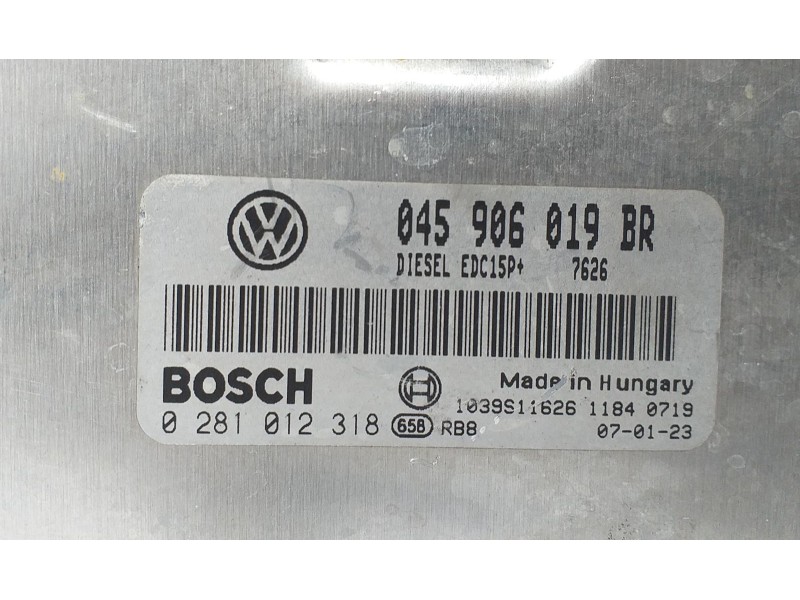 045 906 019 BR
DIESEL EDC15P+ 7626
BOSCH
Made in Hungary
1039S11626 1184 0719
0 281 012 318 658 RB8 07-01-23